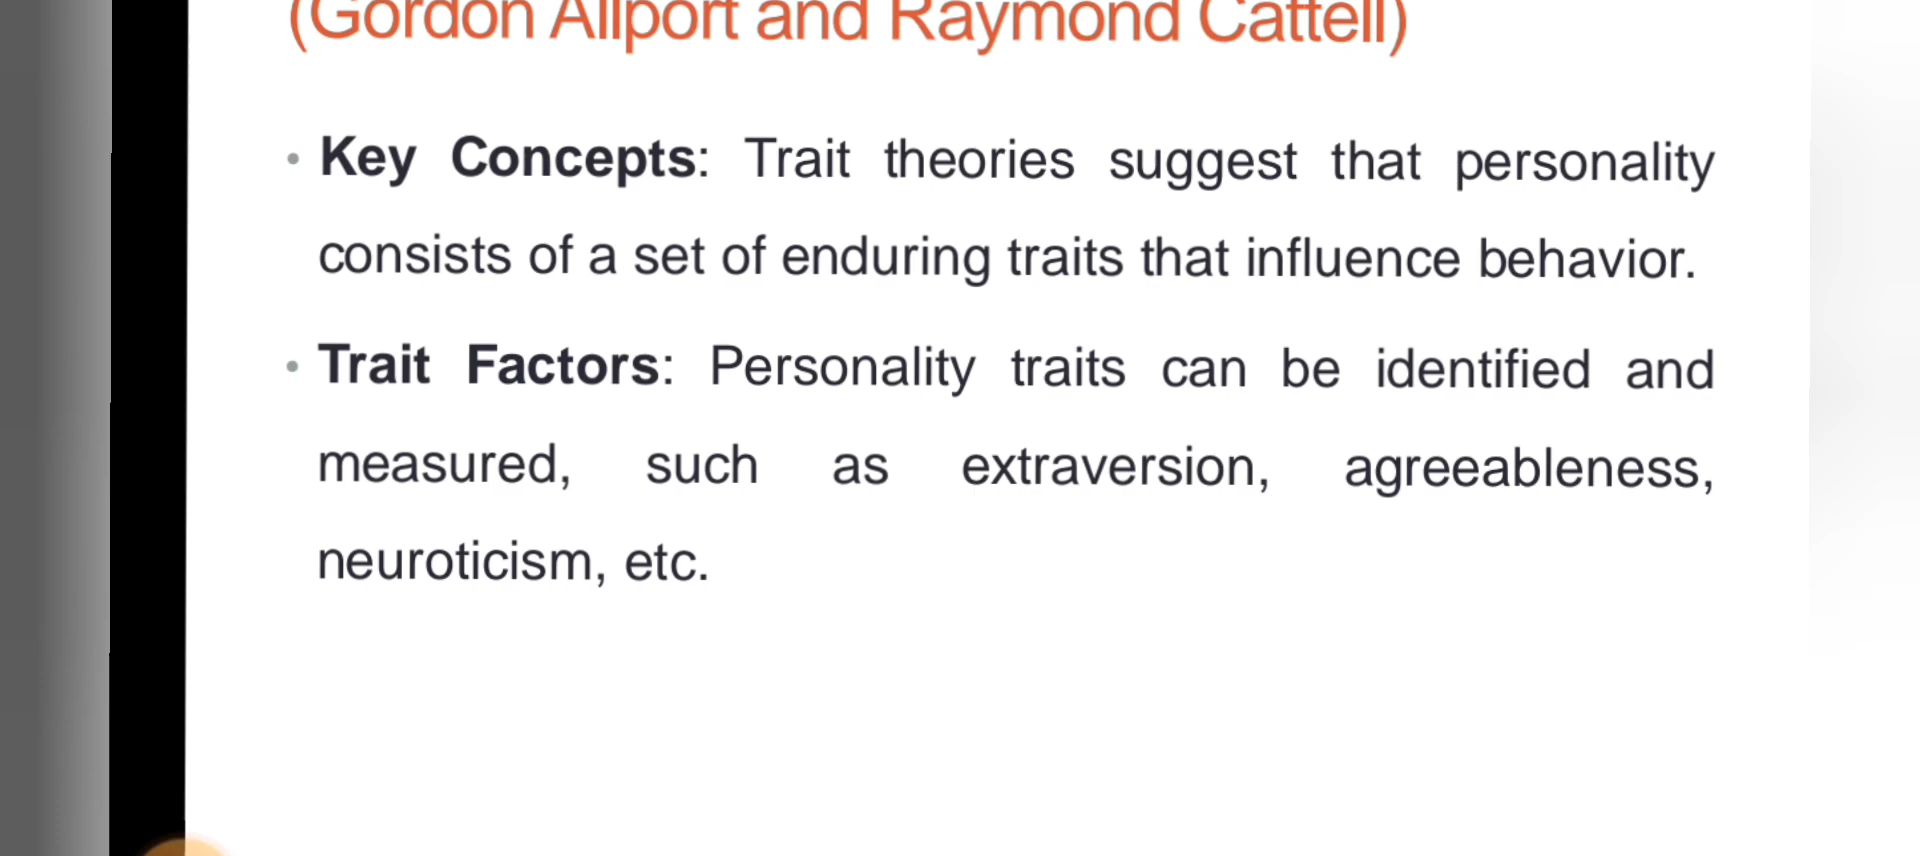 (Gordon Allport and Raymond Cattell)
• Key Concepts: Trait theories suggest that personality
consists of a set of enduring traits that influence behavior.
• Trait Factors: Personality traits can be identified and
measured, such as extraversion, agreeableness,
neuroticism, etc.